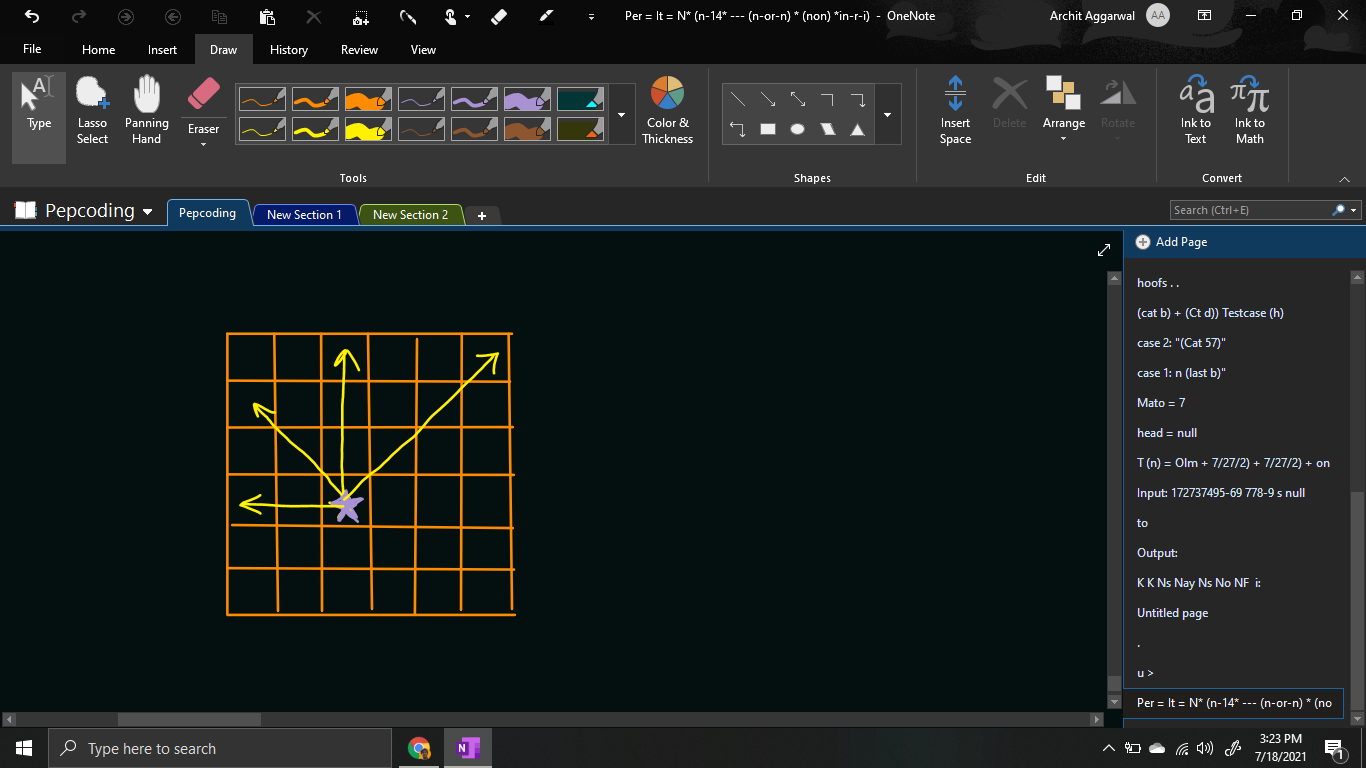 Per = It = N* (n-14* --- (n-or-n) * (non) *in-r-i) - OneNote
Archit Aggarwal
AA
File
Home
Insert
Draw
History
Review
View
Type
Lasso Select
Panning Hand
Eraser
Color & Thickness
Insert Space
Delete
Arrange
Rotate
Ink to Text
Ink to Math
Tools
Shapes
Edit
Convert
Pepcoding
Pepcoding
New Section 1
New Section 2
Search (Ctrl+E)
Add Page
hoofs . .
(cat b) + (Ct d)) Testcase (h)
case 2: "(Cat 57)"
case 1: n (last b)"
Mato = 7
head = null
T (n) = OIm + 7/27/2) + 7/27/2) + on
Input: 172737495-69 778-9 s null
to
Output:
K K Ns Nay Ns No NF i:
Untitled page
.
u >
Per = It = N* (n-14* --- (n-or-n) * (no
Type here to search
N
3:23 PM
7/18/2021
1